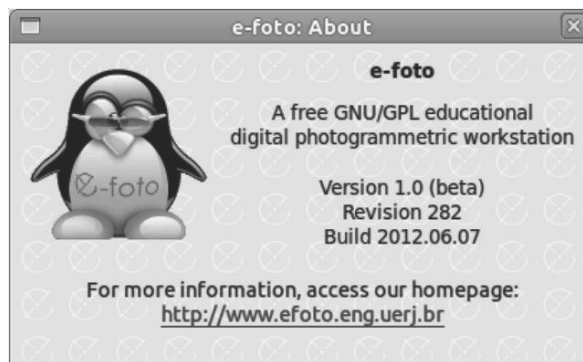 e-foto: About
e-foto
A free GNU/GPL educational
digital photogrammetric workstation
e-foto
Version 1.0 (beta)
Revision 282
Build 2012.06.07
For more information, access our homepage:
http://www.efoto.eng.uerj.br